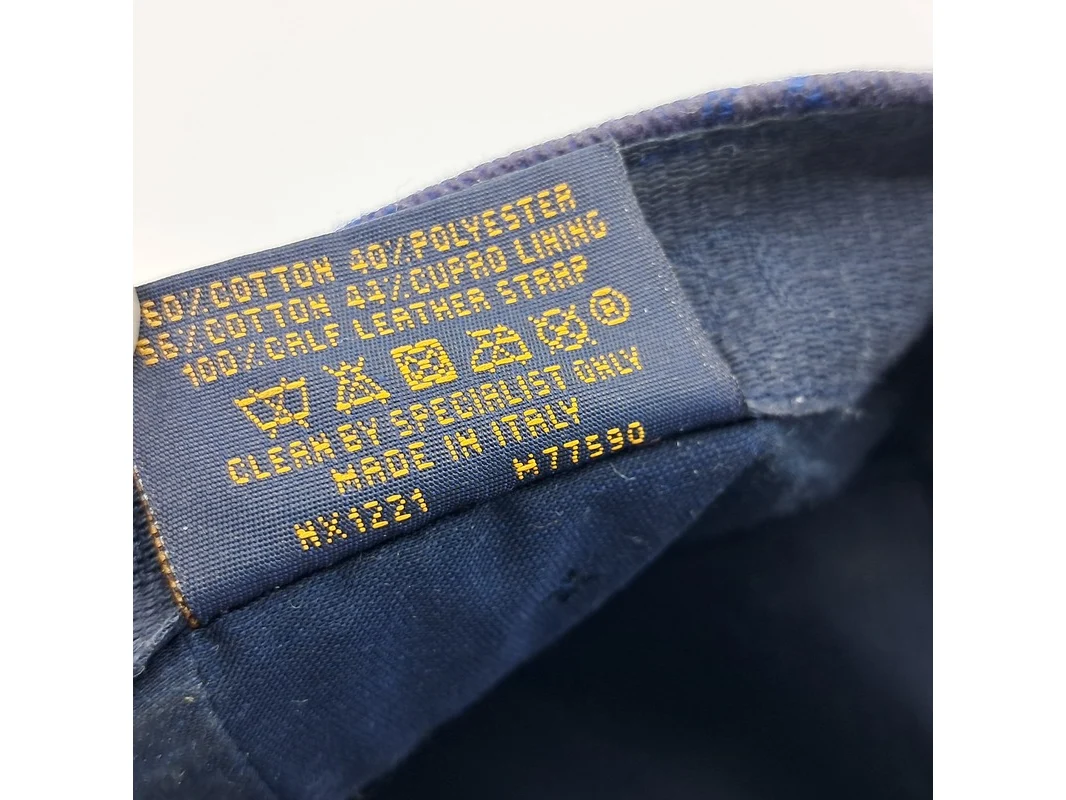 60%COTTON 40%POLYESTER
56%COTTON 44%CUPRO LINING
100%CALF LEATHER STRAP
CLEAN BY SPECIALIST ONLY
MADE IN ITALY
NX1221 M77590